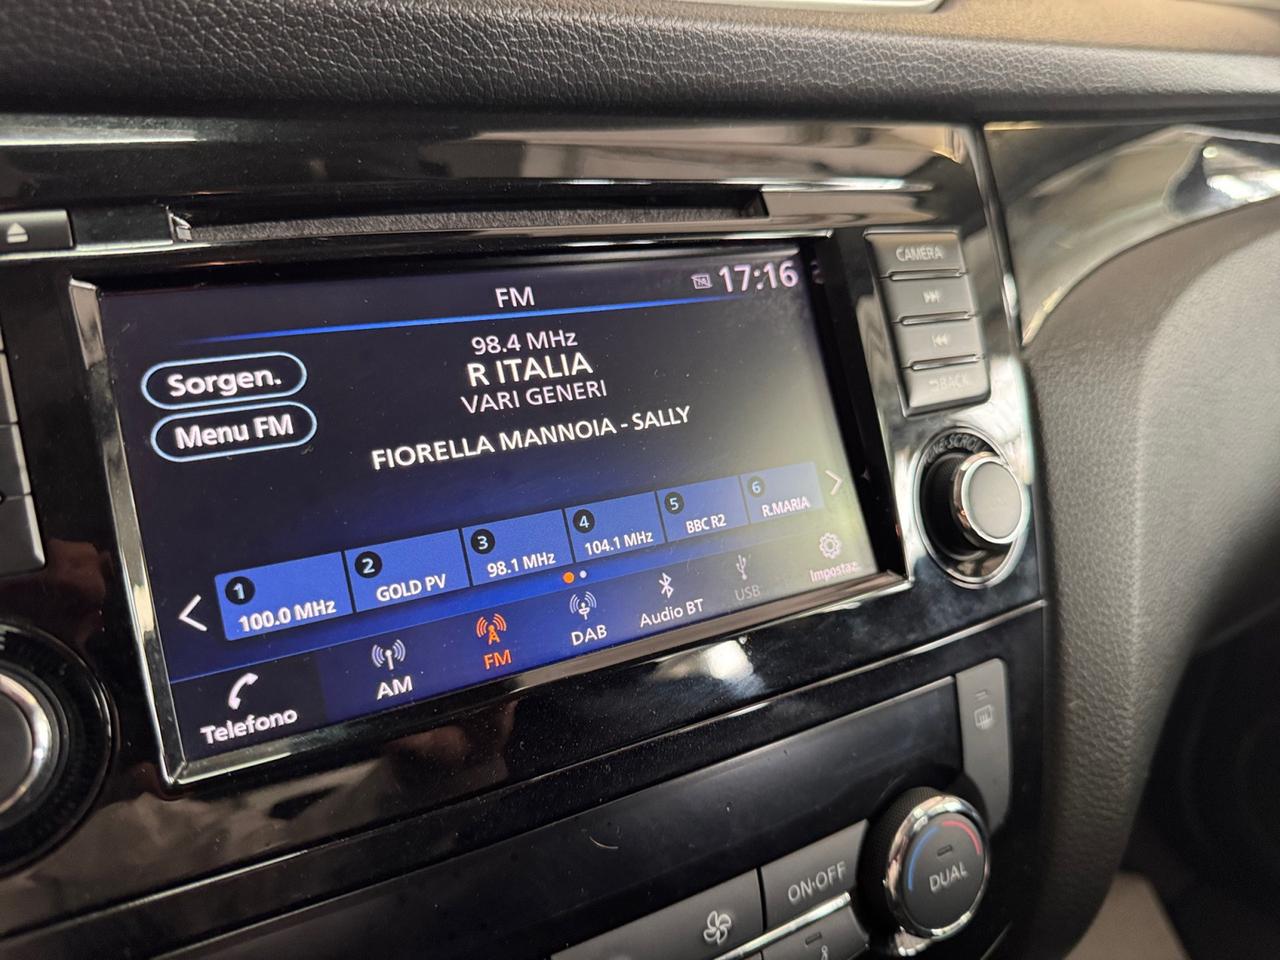 CAMERA
FM
17:16
98.4 MHz
R ITALIA
VARI GENERI
FIORELLA MANNOIA - SALLY
Sorgen.
Menu FM
BACK
TUNE·SCROLL
1
100.0 MHz
2
GOLD PV
3
98.1 MHz
4
104.1 MHz
5
BBC R2
6
R.MARIA
Telefono
AM
FM
DAB
Audio BT
USB
Impostaz.
ON·OFF
DUAL